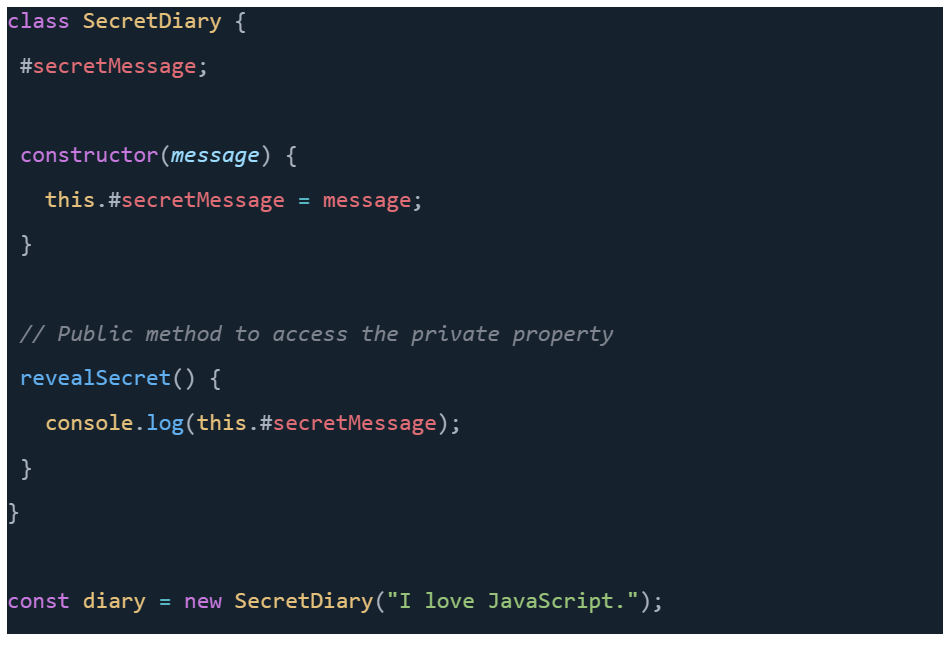 class SecretDiary {
 #secretMessage;

 constructor(message) {
   this.#secretMessage = message;
 }

 // Public method to access the private property
 revealSecret() {
   console.log(this.#secretMessage);
 }
}

const diary = new SecretDiary("I love JavaScript.");